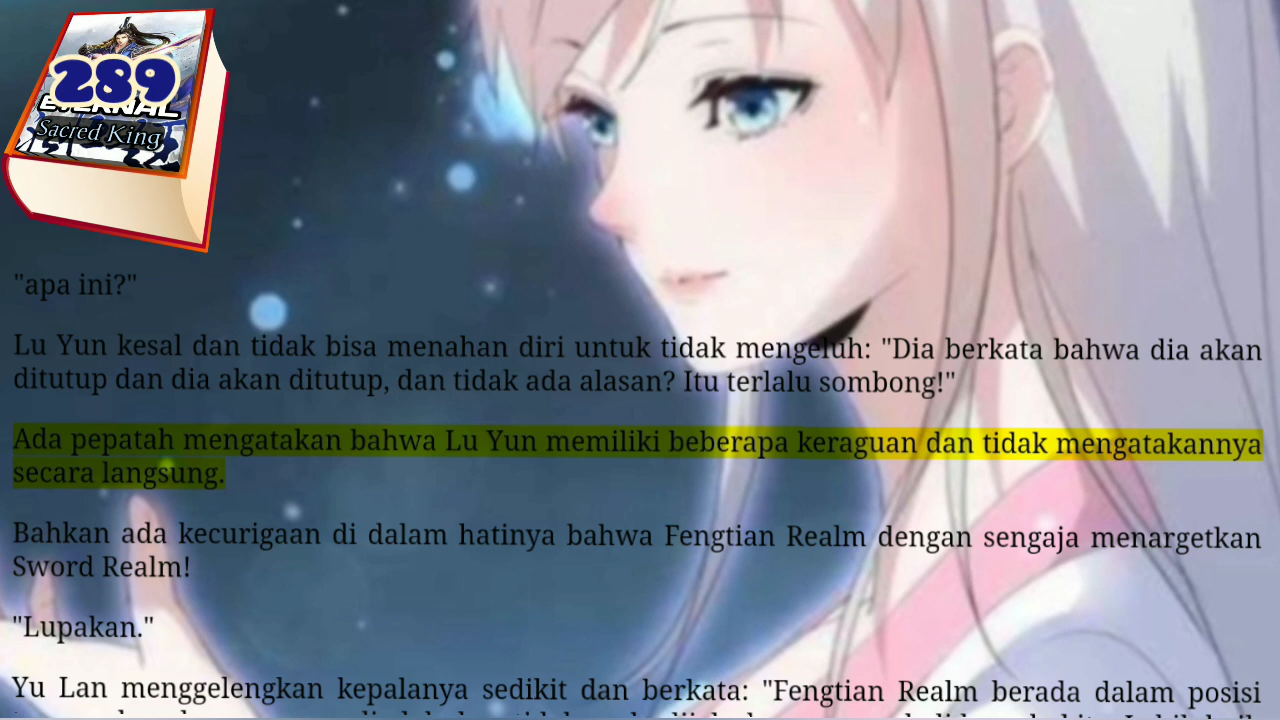 289
ETERNAL
Sacred King
"apa ini?"
Lu Yun kesal dan tidak bisa menahan diri untuk tidak mengeluh: "Dia berkata bahwa dia akan
ditutup dan dia akan ditutup, dan tidak ada alasan? Itu terlalu sombong!"
Ada pepatah mengatakan bahwa Lu Yun memiliki beberapa keraguan dan tidak mengatakannya
secara langsung.
Bahkan ada kecurigaan di dalam hatinya bahwa Fengtian Realm dengan sengaja menargetkan
Sword Realm!
"Lupakan."
Yu Lan menggelengkan kepalanya sedikit dan berkata: "Fengtian Realm berada dalam posisi